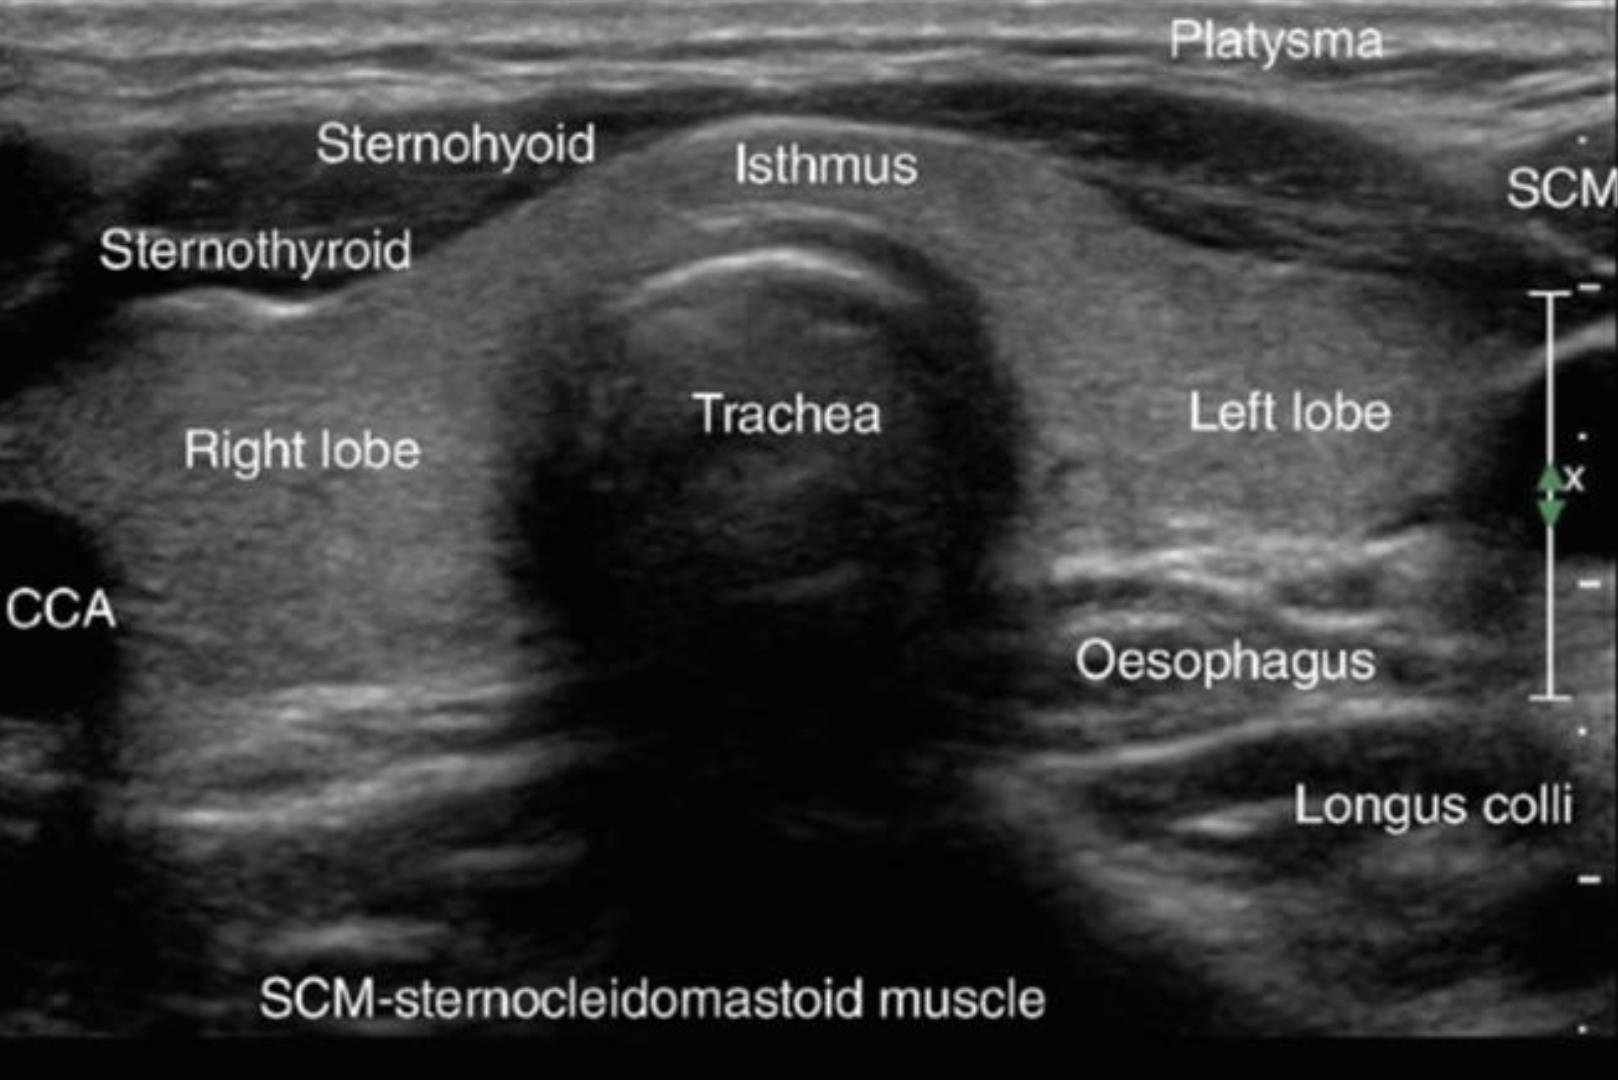 Platysma
Sternohyoid
Isthmus
SCM
Sternothyroid
Trachea
Left lobe
Right lobe
x
CCA
Oesophagus
Longus colli
SCM-sternocleidomastoid muscle